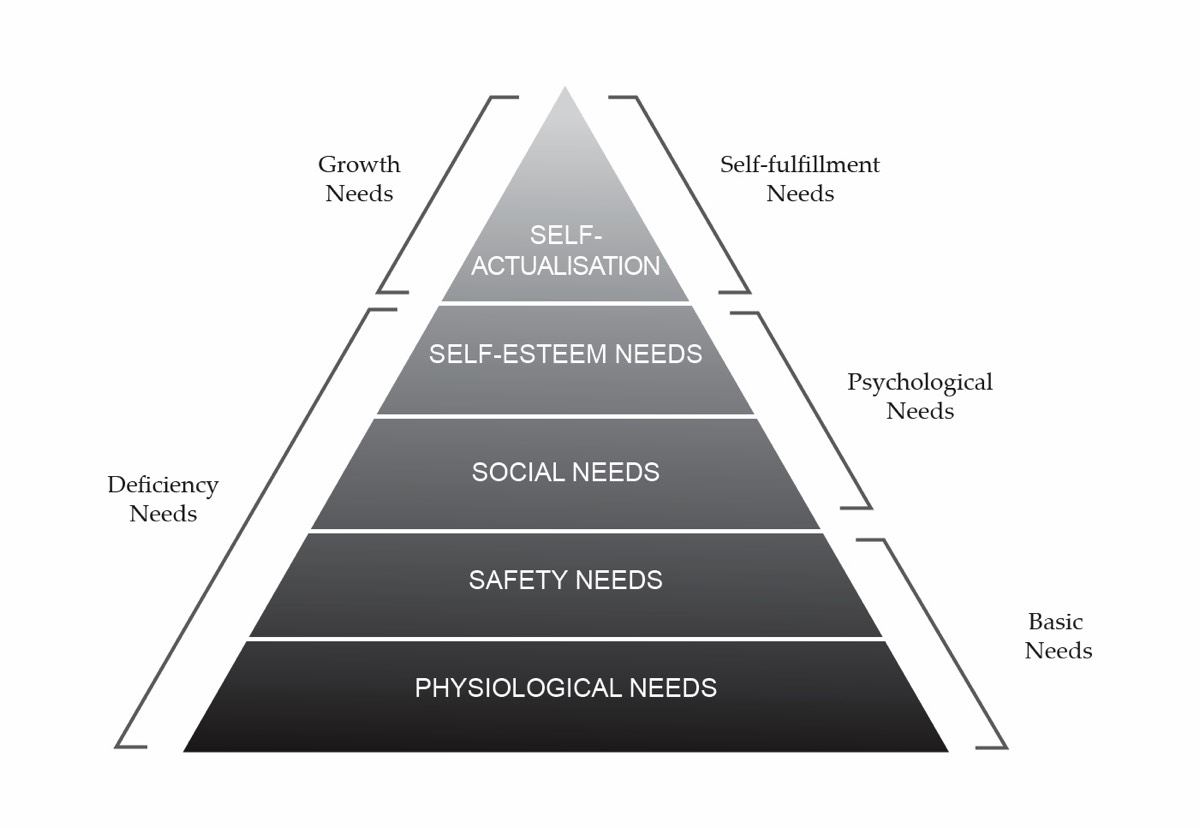 Growth
Needs
Self-fulfillment
Needs
SELF-
ACTUALISATION
SELF-ESTEEM NEEDS
Psychological
Needs
SOCIAL NEEDS
Deficiency
Needs
SAFETY NEEDS
Basic
Needs
PHYSIOLOGICAL NEEDS